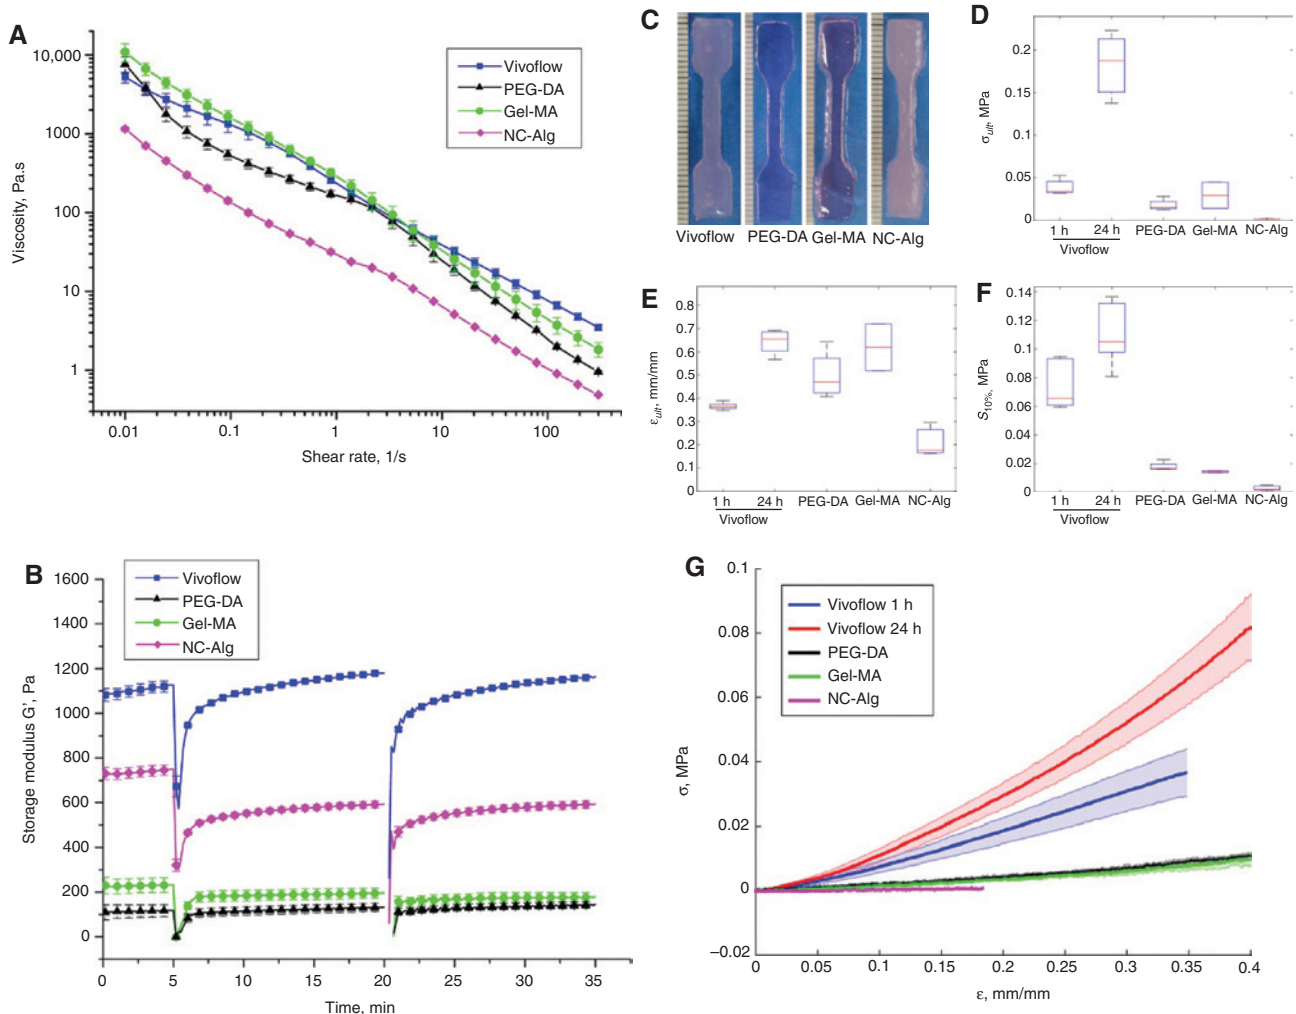 A
10,000
1000
100
10
1
Viscosity, Pa.s
Vivoflow
PEG-DA
Gel-MA
NC-Alg
0.01 0.1 1 10 100
Shear rate, 1/s
C
Vivoflow PEG-DA Gel-MA NC-Alg
D
0.2
0.15
0.1
0.050
0
σult, MPa
1 h 24 h PEG-DA Gel-MA NC-Alg
Vivoflow
E
0.8
0.7
0.6
0.5
0.4
0.3
0.2
0.1
0
εult, mm/mm
1 h 24 h PEG-DA Gel-MA NC-Alg
Vivoflow
F
0.14
0.12
0.1
0.08
0.06
0.04
0.02
0
S10%, MPa
1 h 24 h PEG-DA Gel-MA NC-Alg
Vivoflow
B
1600
1400
1200
1000
800
600
400
200
0
Storage modulus G', Pa
Vivoflow
PEG-DA
Gel-MA
NC-Alg
0 5 10 15 20 25 30 35
Time, min
G
0.1
0.08
0.06
0.04
0.02
0
–0.02
σ, MPa
Vivoflow 1 h
Vivoflow 24 h
PEG-DA
Gel-MA
NC-Alg
0 0.05 0.1 0.15 0.2 0.25 0.3 0.35 0.4
ε, mm/mm